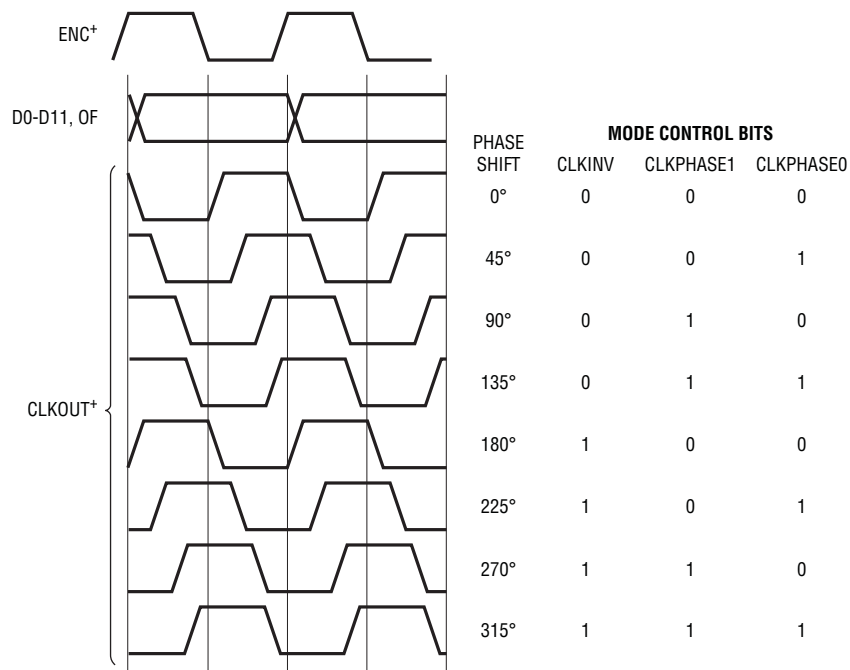 ENC+
D0-D11, OF
MODE CONTROL BITS
PHASE SHIFT CLKINV CLKPHASE1 CLKPHASE0
0° 0 0 0
45° 0 0 1
90° 0 1 0
135° 0 1 1
CLKOUT+
180° 1 0 0
225° 1 0 1
270° 1 1 0
315° 1 1 1